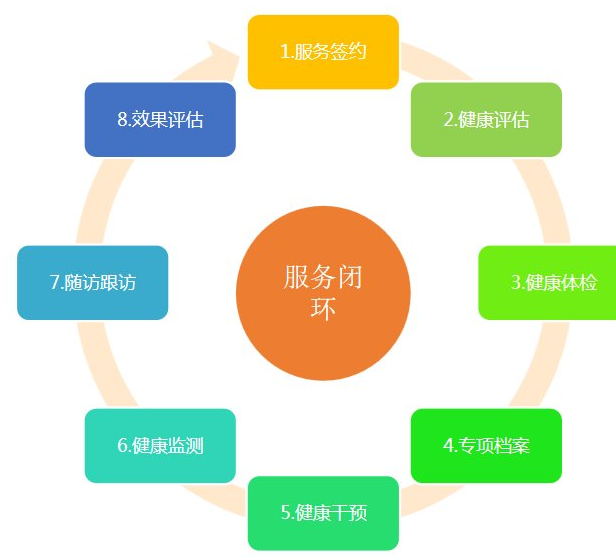 1.服务签约
2.健康评估
3.健康体检
4.专项档案
5.健康干预
6.健康监测
7.随访跟访
8.效果评估
服务闭
环